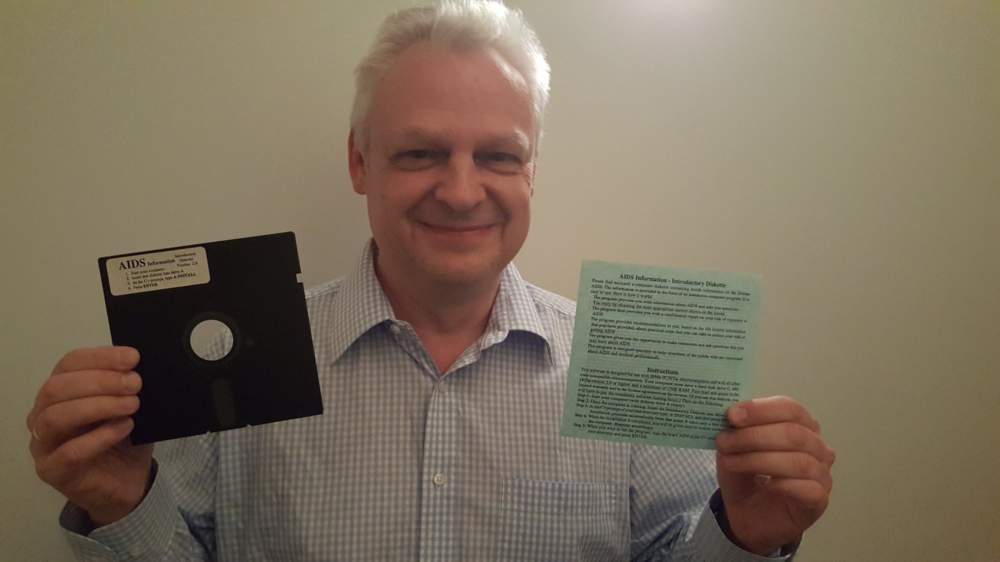 AIDS Information Introductory
Diskette
Version 2.0
1. Start your computer
2. Insert this diskette into drive A
3. At the C> prompt, type A:INSTALL
4. Press ENTER
AIDS Information - Introductory Diskette
Please find enclosed a computer diskette containing health information on the disease
AIDS. The information is provided in the form of an interactive computer program. It is
easy to use. Here is how it works:
· The program provides you with information about AIDS and asks you questions
· You reply by choosing the most appropriate answer shown on the screen
· The program then provides you with a confidential report on your risk of exposure to
AIDS
· The program provides recommendations to you, based on the life history information
that you have provided, about practical steps that you can take to reduce your risk of
getting AIDS
· The program gives you the opportunity to make comments and ask questions that you
may have about AIDS
· This program is designed specially to help: members of the public who are concerned
about AIDS and medical professionals.
Instructions
This software is designed for use with IBM® PC/XT™ microcomputers and with all other
truly compatible microcomputers. Your computer must have a hard disk drive C, MS-
DOS® version 2.0 or higher, and a minimum of 256K RAM. First read and assent to the
limited warranty and to the license agreement on the reverse. [If you use this diskette, you
will have to pay the mandatory software leasing fee(s).] Then do the following:
Step 1: Start your computer (with diskette drive A empty).
Step 2: Once the computer is running, insert the Introductory Diskette into drive
Step 3: At the C> prompt of your root directory type: A:INSTALL and then press
Installation proceeds automatically from that point. It takes only a few
Step 4: When the installation is completed, you will be given easy-to-follow
the computer. Respond accordingly
Step 5: When you want to use the program, type the word AIDS at the C>
root directory and press ENTER.